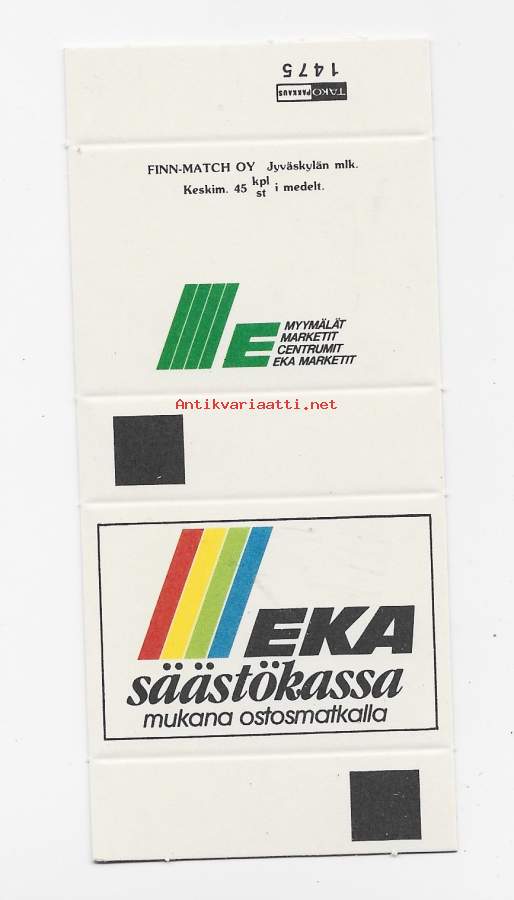 1475
TAKO PAKKAUS
FINN-MATCH OY Jyväskylän mlk.
Keskim. 45 kpl st i medelt.
E MYYMÄLÄT
MARKETIT
CENTRUMIT
EKA MARKETIT
Antikvariaatti.net
EKA
säästökassa
mukana ostosmatkalla